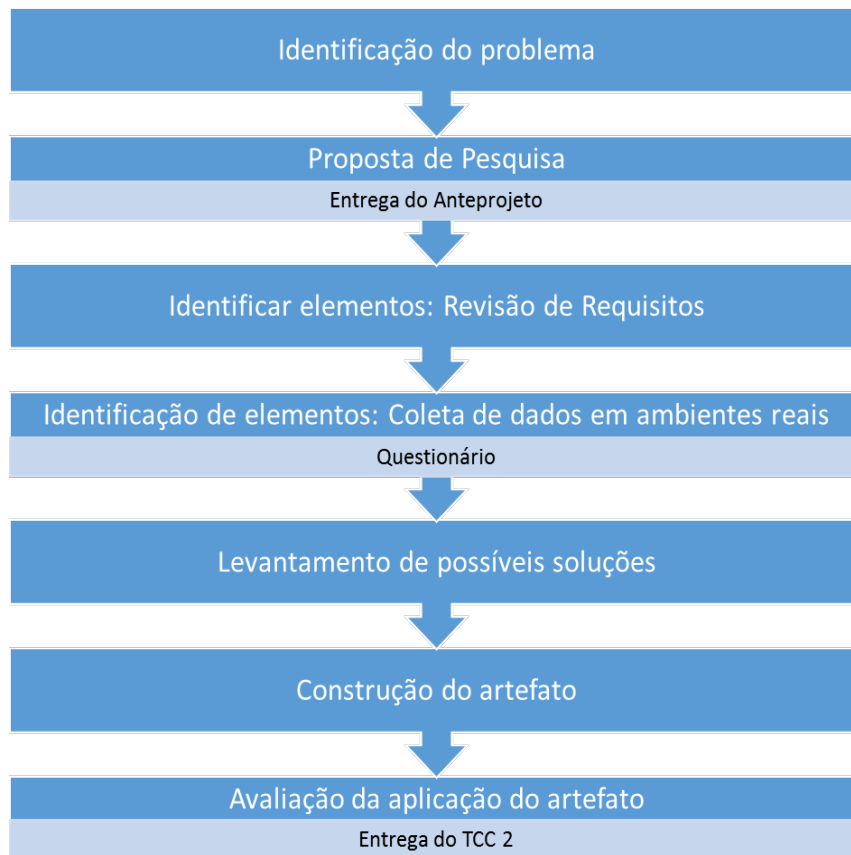 Identificação do problema
Proposta de Pesquisa
Entrega do Anteprojeto
Identificar elementos: Revisão de Requisitos
Identificação de elementos: Coleta de dados em ambientes reais
Questionário
Levantamento de possíveis soluções
Construção do artefato
Avaliação da aplicação do artefato
Entrega do TCC 2